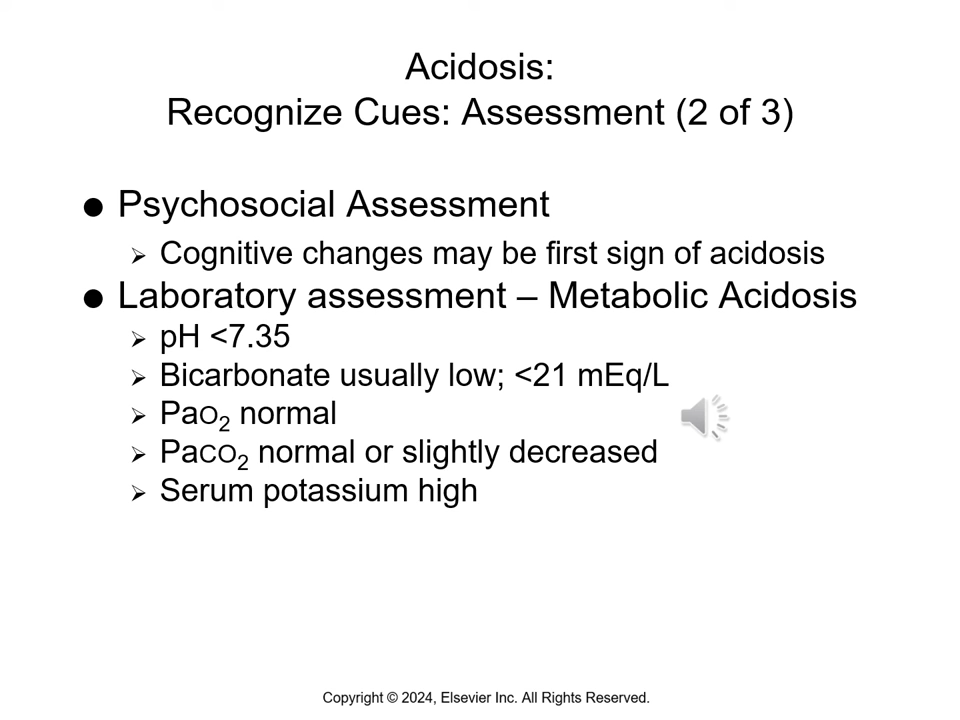 Acidosis:
Recognize Cues: Assessment (2 of 3)
● Psychosocial Assessment
➢ Cognitive changes may be first sign of acidosis
● Laboratory assessment – Metabolic Acidosis
➢ pH <7.35
➢ Bicarbonate usually low; <21 mEq/L
➢ PaO₂ normal
➢ PaCO₂ normal or slightly decreased
➢ Serum potassium high
Copyright © 2024, Elsevier Inc. All Rights Reserved.